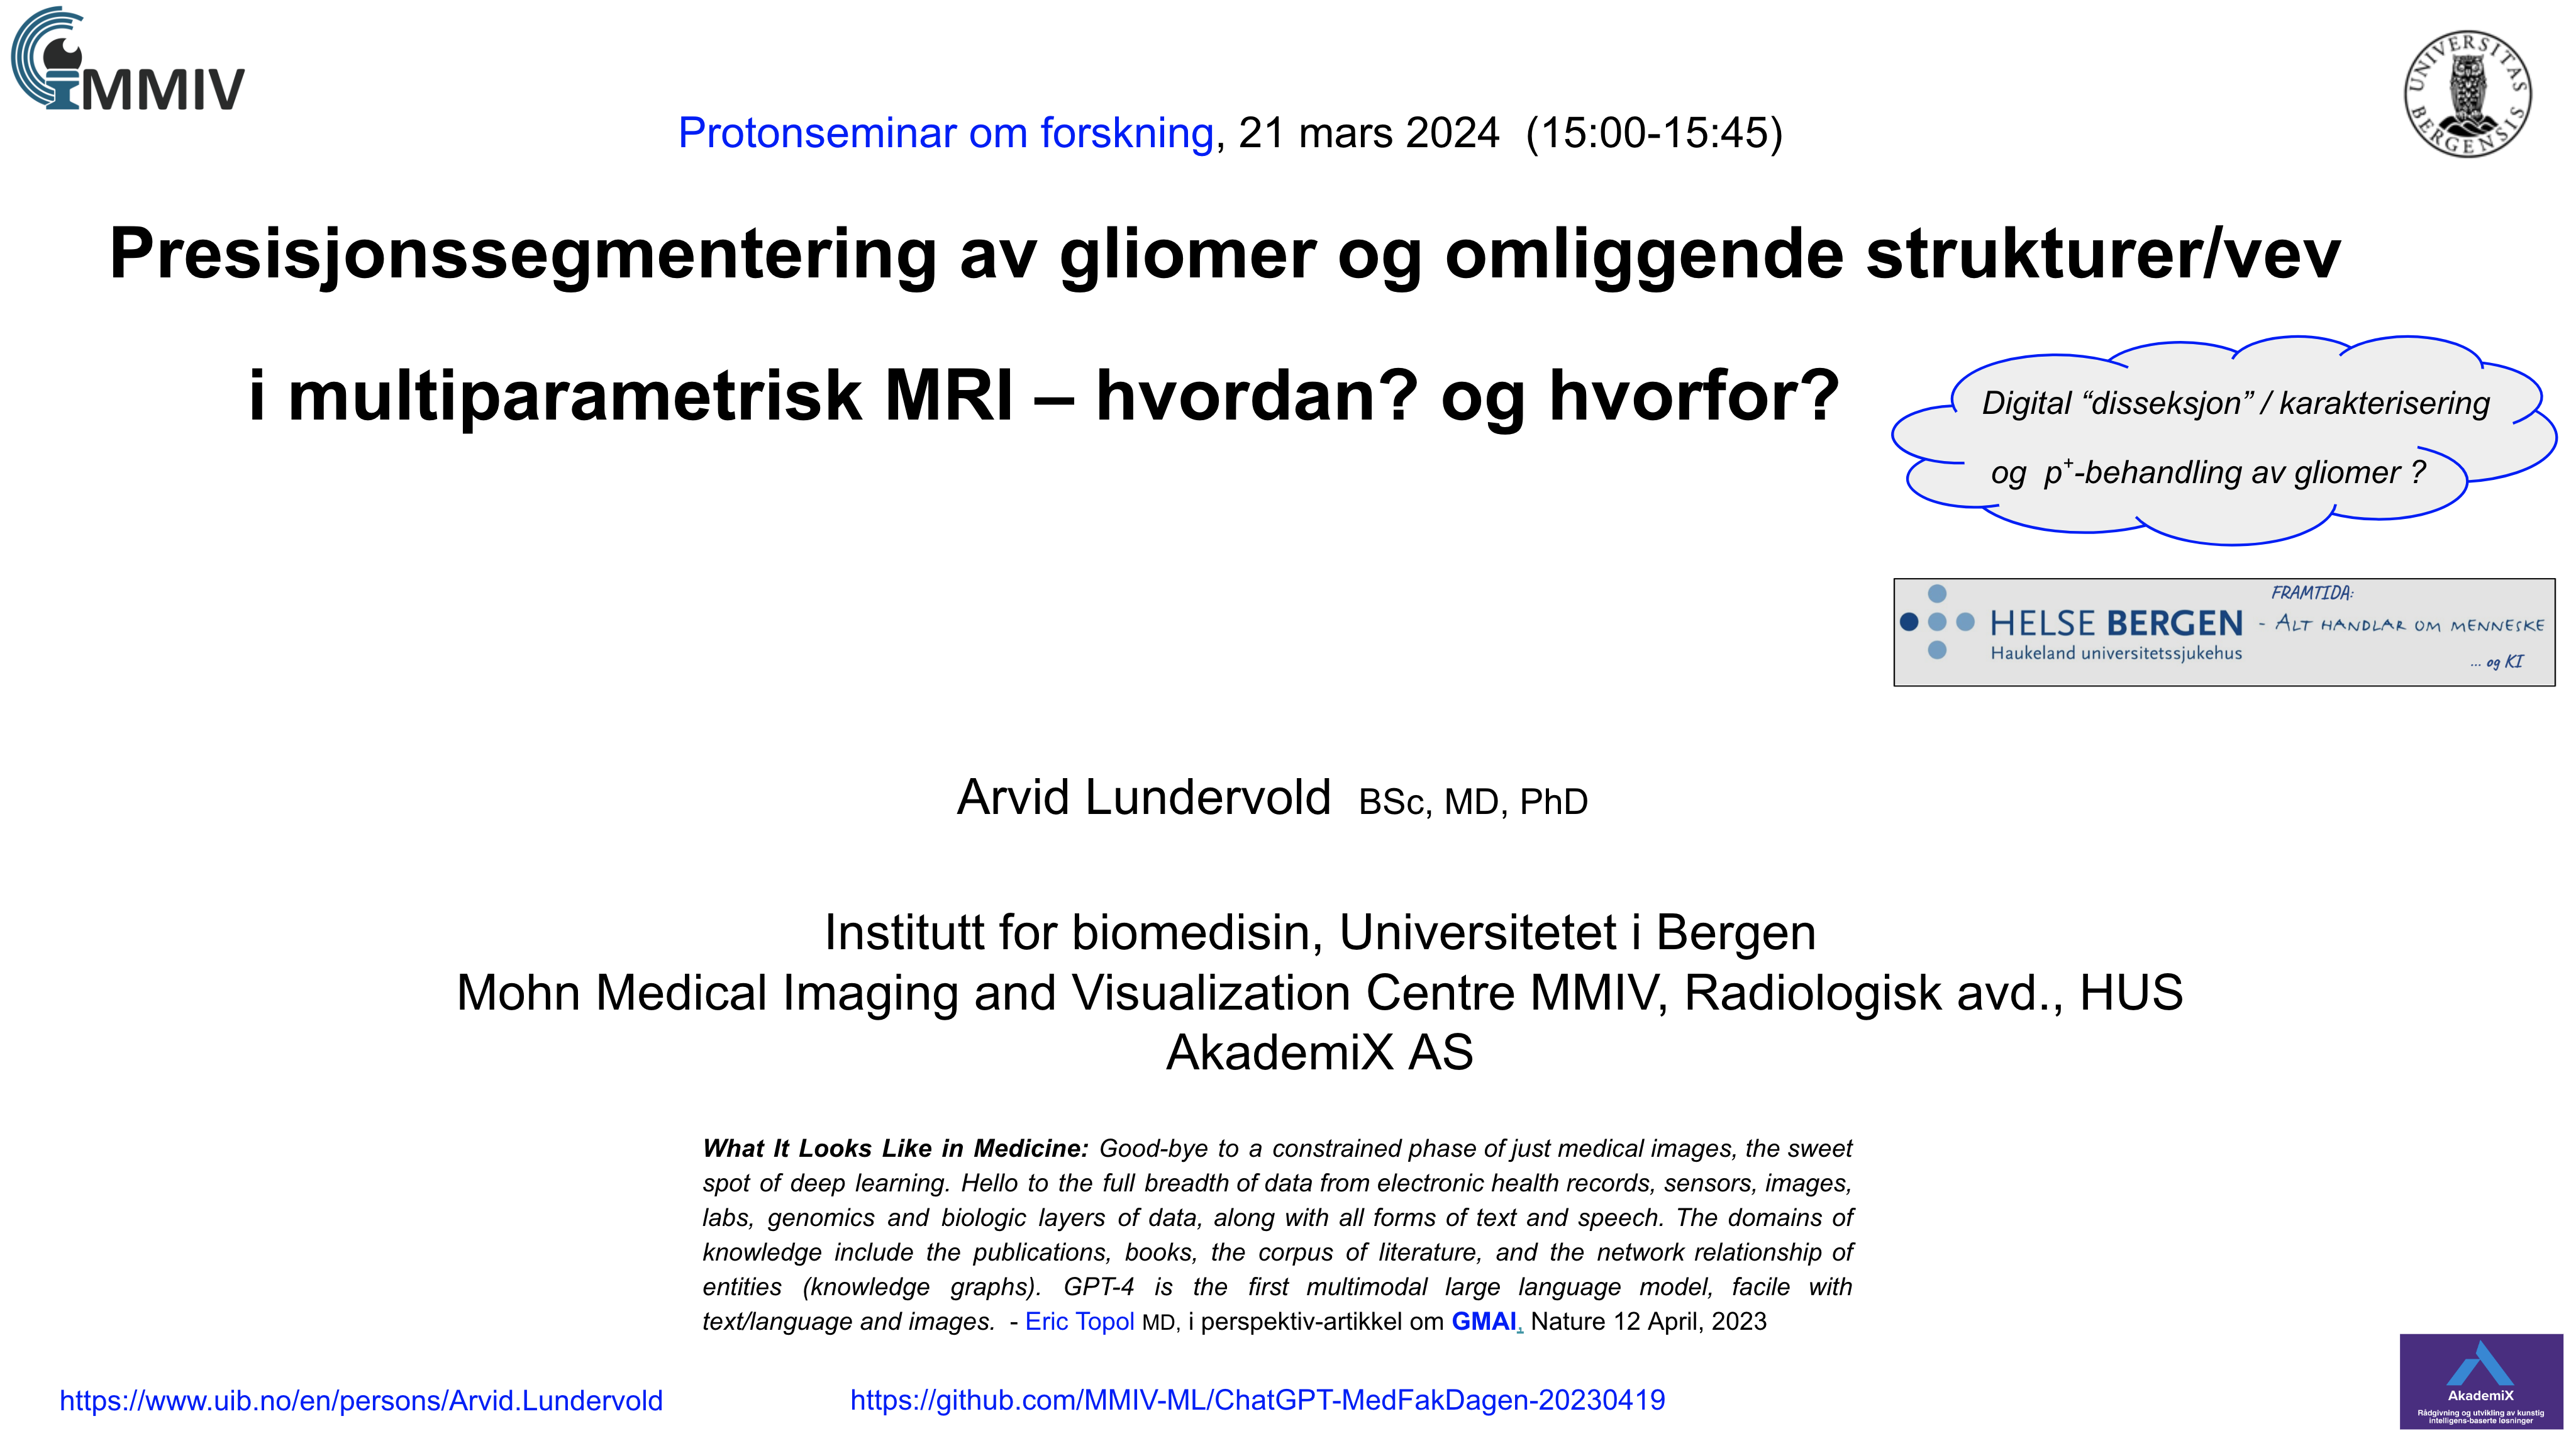 MMIV
UNIVERSITAS BERGENSIS
Protonseminar om forskning, 21 mars 2024 (15:00-15:45)
Presisjonssegmentering av gliomer og omliggende strukturer/vev
i multiparametrisk MRI – hvordan? og hvorfor?
Digital “disseksjon” / karakterisering
og p⁺-behandling av gliomer ?
FRAMTIDA:
HELSE BERGEN - ALT HANDLAR OM MENNESKE
Haukeland universitetssjukehus
... og KI
Arvid Lundervold BSc, MD, PhD
Institutt for biomedisin, Universitetet i Bergen
Mohn Medical Imaging and Visualization Centre MMIV, Radiologisk avd., HUS
AkademiX AS
What It Looks Like in Medicine: Good-bye to a constrained phase of just medical images, the sweet
spot of deep learning. Hello to the full breadth of data from electronic health records, sensors, images,
labs, genomics and biologic layers of data, along with all forms of text and speech. The domains of
knowledge include the publications, books, the corpus of literature, and the network relationship of
entities (knowledge graphs). GPT-4 is the first multimodal large language model, facile with
text/language and images. - Eric Topol MD, i perspektiv-artikkel om GMAI, Nature 12 April, 2023
https://www.uib.no/en/persons/Arvid.Lundervold
https://github.com/MMIV-ML/ChatGPT-MedFakDagen-20230419
AkademiX
Rådgivning og utvikling av kunstig
intelligens-baserte løsninger